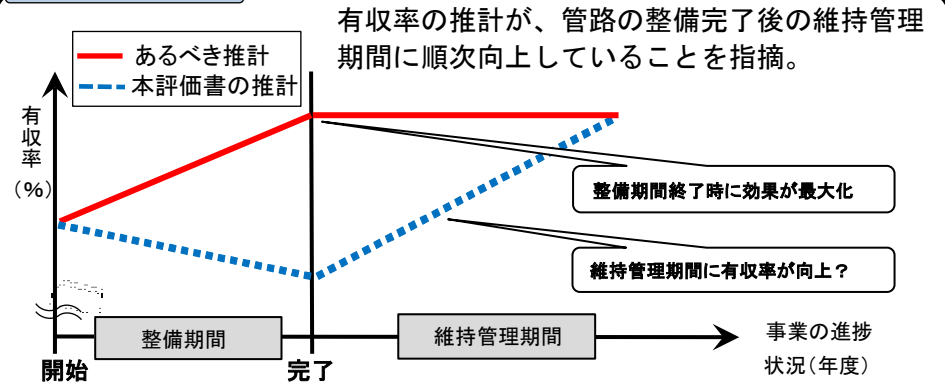 有収率の推計が、管路の整備完了後の維持管理
期間に順次向上していることを指摘。
あるべき推計
本評価書の推計
有収率
(%)
整備期間終了時に効果が最大化
維持管理期間に有収率が向上？
整備期間
維持管理期間
事業の進捗
状況(年度)
開始
完了